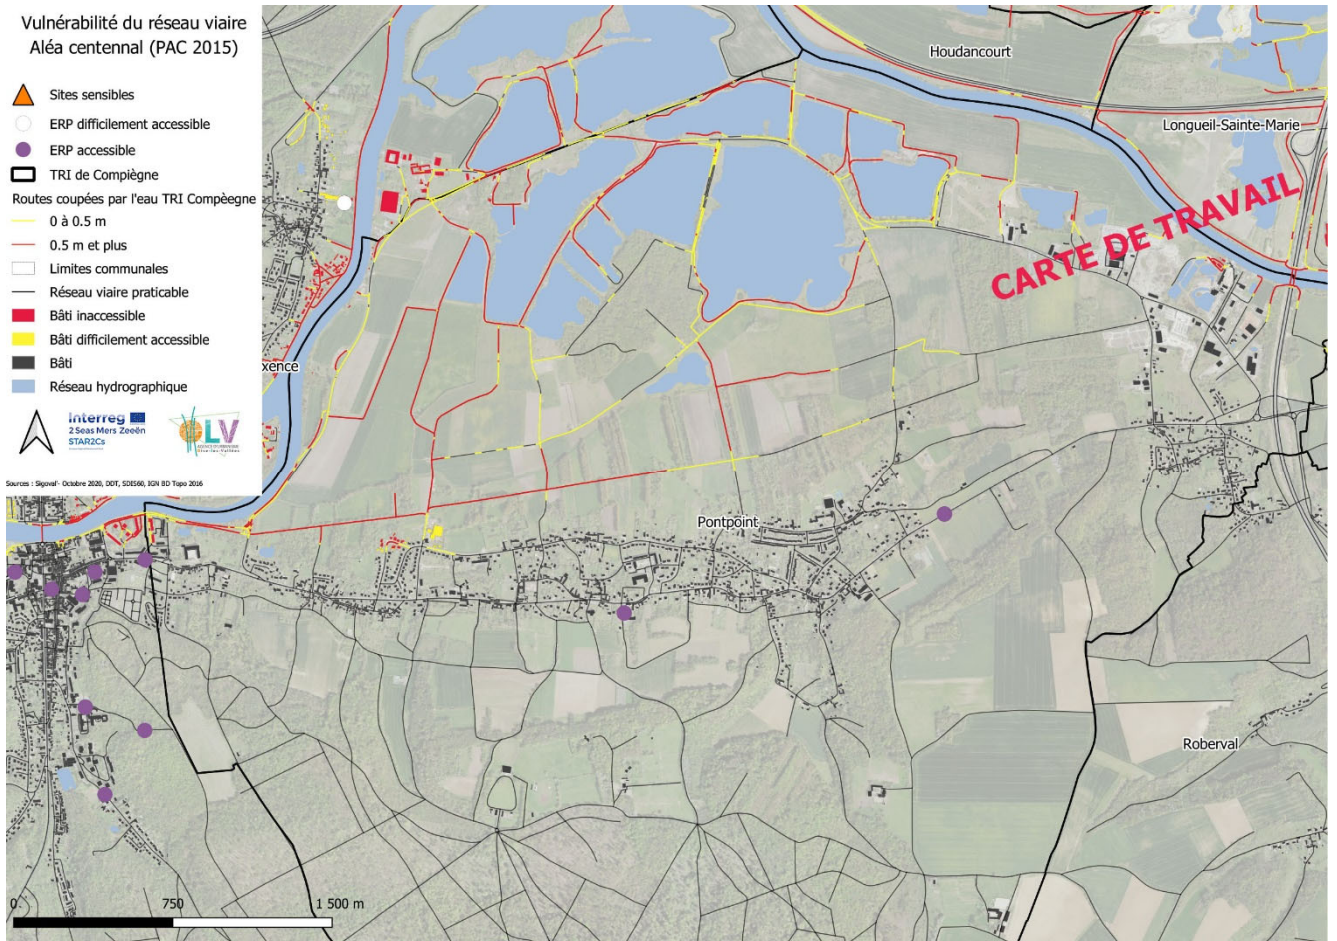 Vulnérabilité du réseau viaire
Aléa centennal (PAC 2015)
Sites sensibles
ERP difficilement accessible
ERP accessible
TRI de Compiègne
Routes coupées par l'eau TRI Compèegne
0 à 0.5 m
0.5 m et plus
Limites communales
Réseau viaire praticable
Bâti inaccessible
Bâti difficilement accessible
Bâti
Réseau hydrographique
Interreg
2 Seas Mers Zeeën
STAR2Cs
OLV
Sources : Sigoval - Octobre 2020, DDT, SDIS60, IGN BD Topo 2016
Houdancourt
Longueil-Sainte-Marie
CARTE DE TRAVAIL
xence
Pontpoint
Roberval
0 750 1 500 m